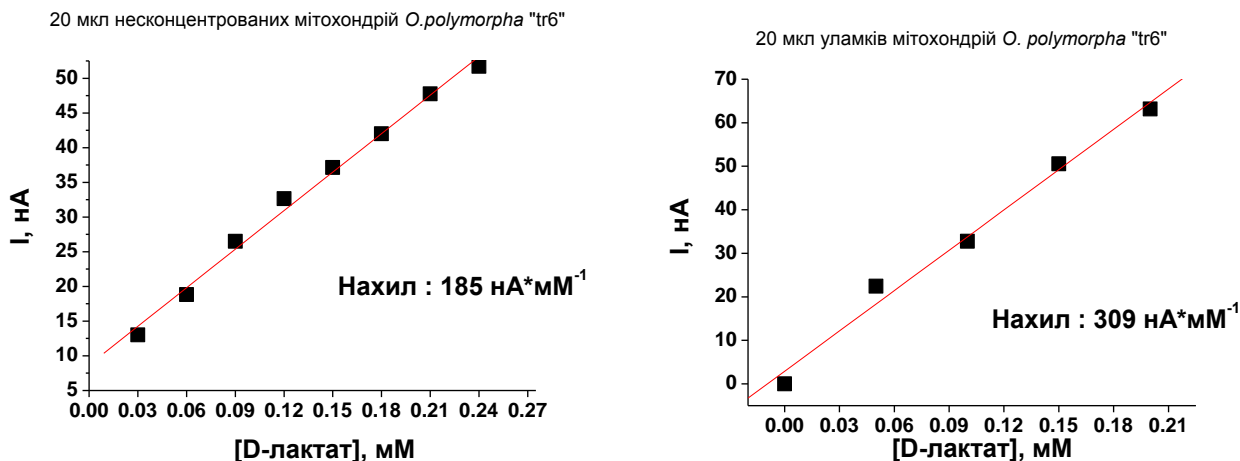 20 мкл несконцентрованих мітохондрій O.polymorpha "tr6"
50
45
40
35
30
25
20
15
10
5
I, нА
Нахил : 185 нА*мМ⁻¹
0.00 0.03 0.06 0.09 0.12 0.15 0.18 0.21 0.24 0.27
[D-лактат], мМ
20 мкл уламків мітохондрій O. polymorpha "tr6"
70
60
50
40
30
20
10
0
I, нА
Нахил : 309 нА*мМ⁻¹
0.00 0.03 0.06 0.09 0.12 0.15 0.18 0.21
[D-лактат], мМ